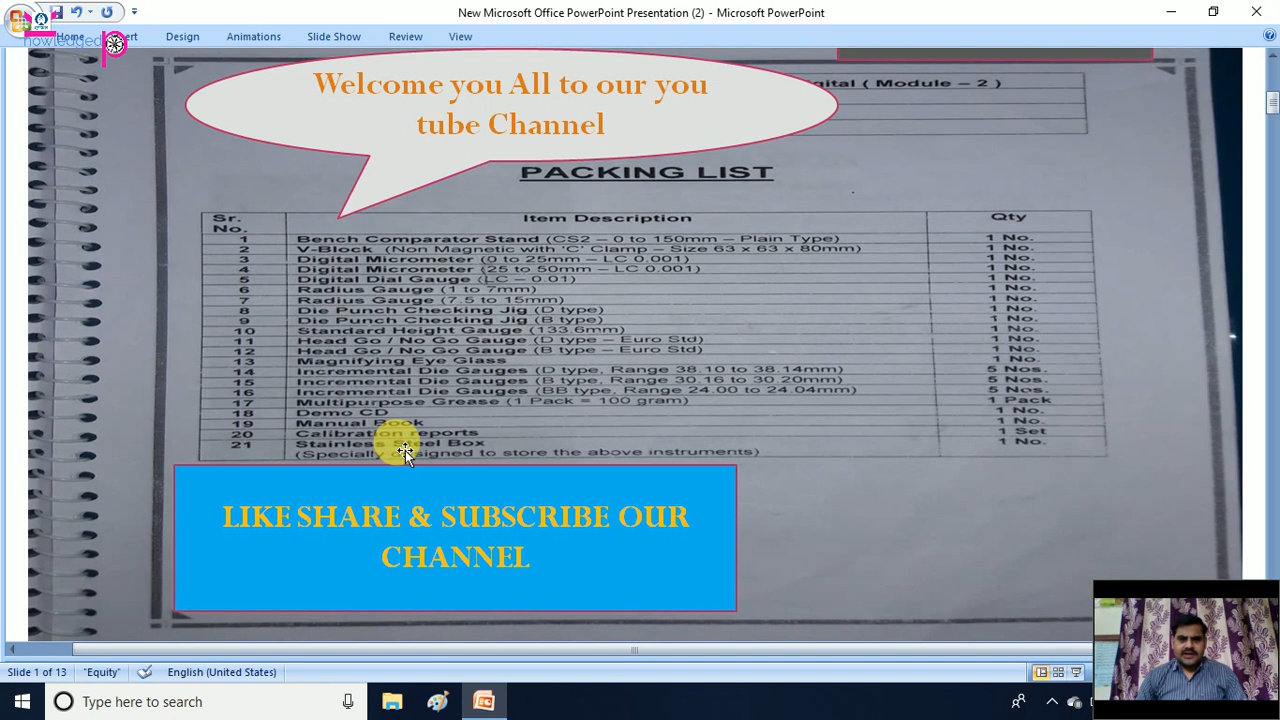 New Microsoft Office PowerPoint Presentation (2) - Microsoft PowerPoint
Home
Design
Animations
Slide Show
Review
View
nowledge
Welcome you All to our you
tube Channel
gital ( Module – 2 )
PACKING LIST
Sr. No. Item Description Qty
1 Bench Comparator Stand (CS2 – 0 to 150mm – Plain Type) 1 No.
2 V-Block (Non Magnetic with 'C' Clamp – Size 63 x 63 x 80mm) 1 No.
3 Digital Micrometer (0 to 25mm – LC 0.001) 1 No.
4 Digital Micrometer (25 to 50mm – LC 0.001) 1 No.
5 Digital Dial Gauge (LC – 0.01) 1 No.
6 Radius Gauge (1 to 7mm) 1 No.
7 Radius Gauge (7.5 to 15mm) 1 No.
8 Die Punch Checking Jig (D type) 1 No.
9 Die Punch Checking Jig (B type) 1 No.
10 Standard Height Gauge (133.6mm) 1 No.
11 Head Go / No Go Gauge (D type – Euro Std) 1 No.
12 Head Go / No Go Gauge (B type – Euro Std) 1 No.
13 Magnifying Eye Glass 1 No.
14 Incremental Die Gauges (D type, Range 38.10 to 38.14mm) 5 Nos.
15 Incremental Die Gauges (B type, Range 30.16 to 30.20mm) 5 Nos.
16 Incremental Die Gauges (BB type, Range 24.00 to 24.04mm) 5 Nos.
17 Multipurpose Grease (1 Pack = 100 gram) 1 Pack
18 Demo CD 1 No.
19 Manual Book 1 No.
20 Calibration reports 1 Set
21 Stainless Steel Box 1 No.
(Specially designed to store the above instruments)
LIKE SHARE & SUBSCRIBE OUR
CHANNEL
Slide 1 of 13
"Equity"
English (United States)
Type here to search